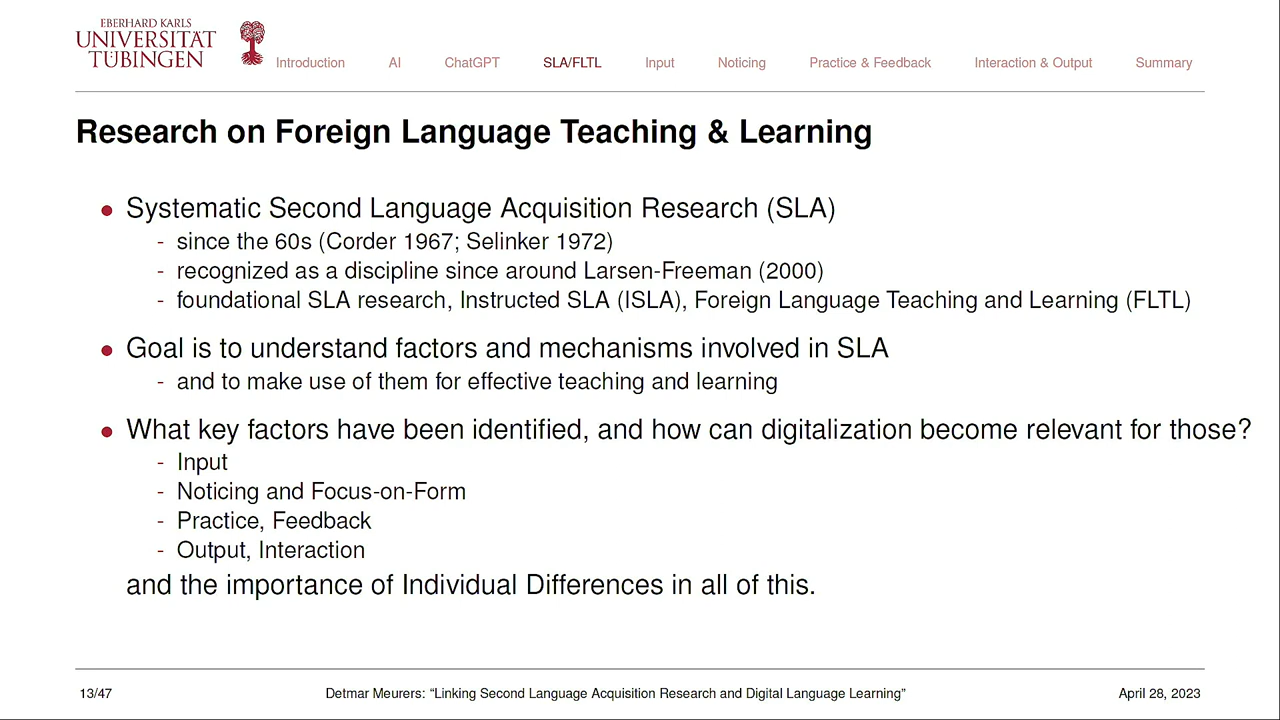 EBERHARD KARLS
UNIVERSITÄT
TÜBINGEN
Introduction AI ChatGPT SLA/FLTL Input Noticing Practice & Feedback Interaction & Output Summary
Research on Foreign Language Teaching & Learning
• Systematic Second Language Acquisition Research (SLA)
- since the 60s (Corder 1967; Selinker 1972)
- recognized as a discipline since around Larsen-Freeman (2000)
- foundational SLA research, Instructed SLA (ISLA), Foreign Language Teaching and Learning (FLTL)
• Goal is to understand factors and mechanisms involved in SLA
- and to make use of them for effective teaching and learning
• What key factors have been identified, and how can digitalization become relevant for those?
- Input
- Noticing and Focus-on-Form
- Practice, Feedback
- Output, Interaction
and the importance of Individual Differences in all of this.
13/47 Detmar Meurers: “Linking Second Language Acquisition Research and Digital Language Learning” April 28, 2023